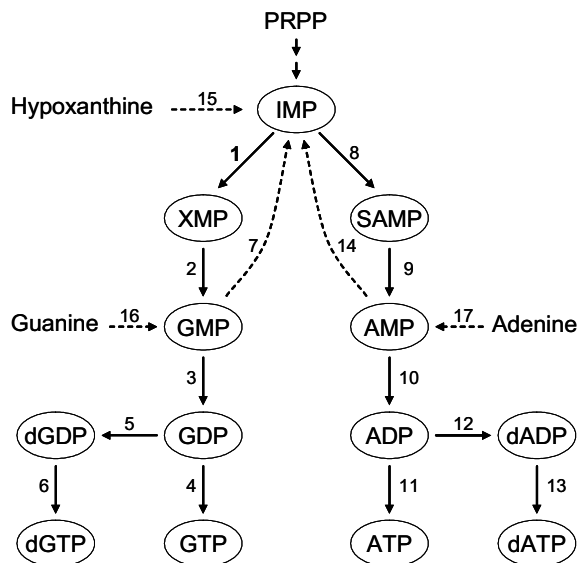 PRPP
Hypoxanthine 15 IMP
1 8
XMP SAMP
2 7 14 9
Guanine 16 GMP AMP 17 Adenine
3 10
dGDP 5 GDP ADP 12 dADP
6 4 11 13
dGTP GTP ATP dATP